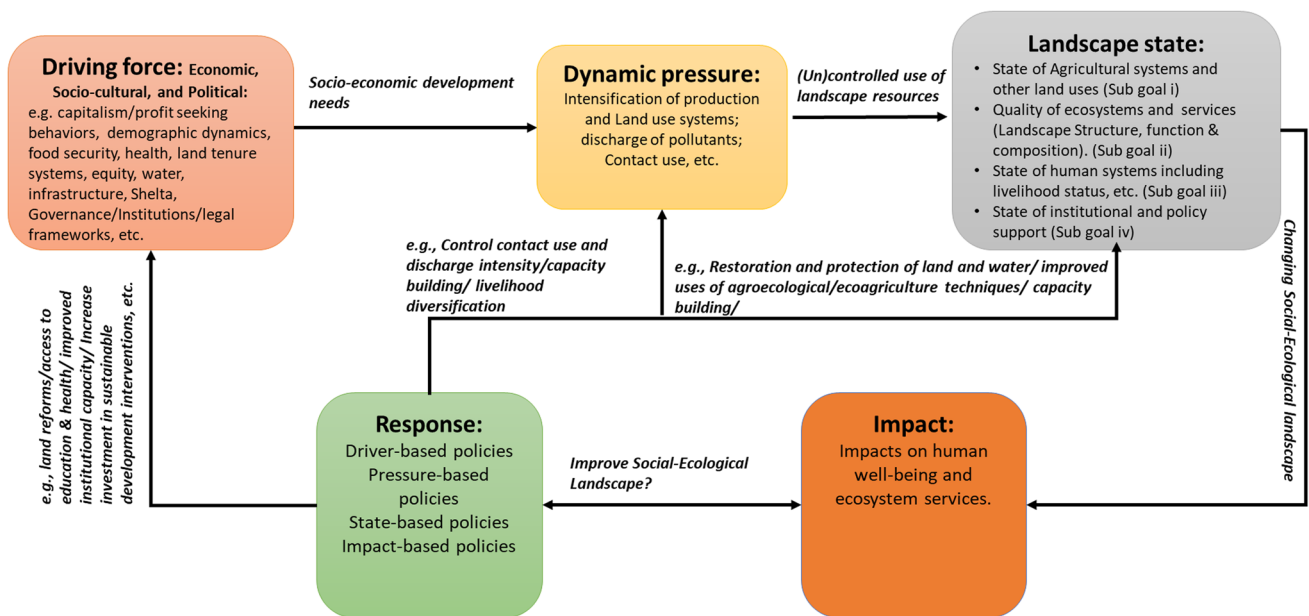 Driving force: Economic,
Socio-cultural, and Political:
e.g. capitalism/profit seeking
behaviors, demographic dynamics,
food security, health, land tenure
systems, equity, water,
infrastructure, Shelta,
Governance/Institutions/legal
frameworks, etc.
Socio-economic development
needs
Dynamic pressure:
Intensification of production
and Land use systems;
discharge of pollutants;
Contact use, etc.
(Un)controlled use of
landscape resources
Landscape state:
• State of Agricultural systems and
other land uses (Sub goal i)
• Quality of ecosystems and services
(Landscape Structure, function &
composition). (Sub goal ii)
• State of human systems including
livelihood status, etc. (Sub goal iii)
• State of institutional and policy
support (Sub goal iv)
Changing Social-Ecological landscape
e.g., Control contact use and
discharge intensity/capacity
building/ livelihood
diversification
e.g., Restoration and protection of land and water/ improved
uses of agroecological/ecoagriculture techniques/ capacity
building/
e.g., land reforms/access to
education & health/ improved
institutional capacity/ Increase
investment in sustainable
development interventions, etc.
Response:
Driver-based policies
Pressure-based
policies
State-based policies
Impact-based policies
Improve Social-Ecological
Landscape?
Impact:
Impacts on human
well-being and
ecosystem services.